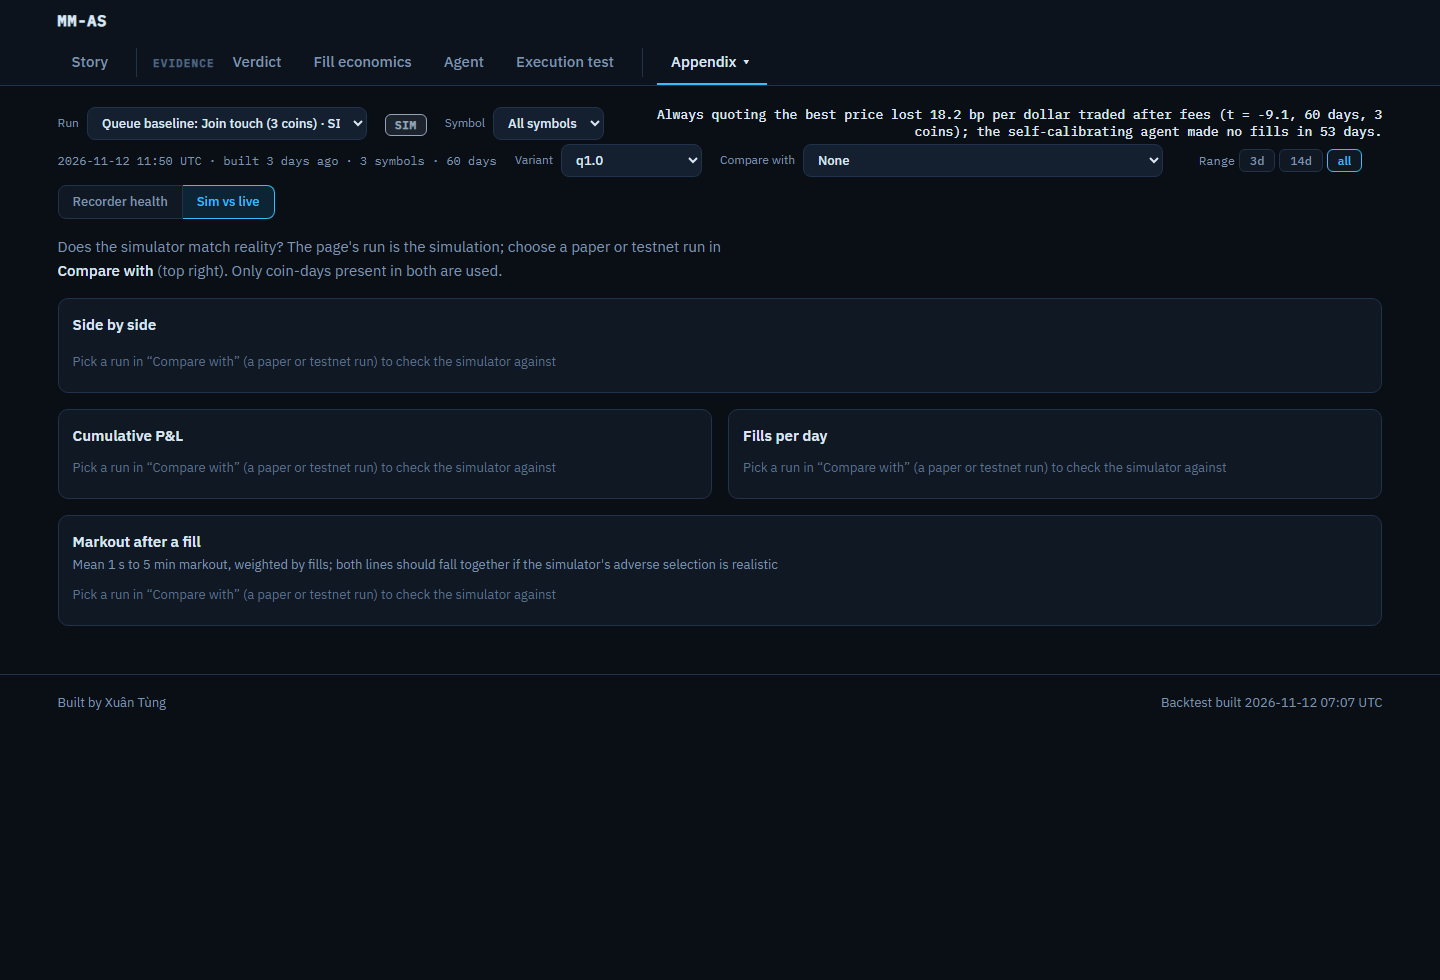 MM-AS
Story EVIDENCE Verdict Fill economics Agent Execution test Appendix ▾
Run Queue baseline: Join touch (3 coins) · SI SIM Symbol All symbols
Always quoting the best price lost 18.2 bp per dollar traded after fees (t = -9.1, 60 days, 3
coins); the self-calibrating agent made no fills in 53 days.
2026-11-12 11:50 UTC · built 3 days ago · 3 symbols · 60 days Variant q1.0 Compare with None Range 3d 14d all
Recorder health Sim vs live
Does the simulator match reality? The page's run is the simulation; choose a paper or testnet run in
Compare with (top right). Only coin-days present in both are used.
Side by side
Pick a run in “Compare with” (a paper or testnet run) to check the simulator against
Cumulative P&L
Pick a run in “Compare with” (a paper or testnet run) to check the simulator against
Fills per day
Pick a run in “Compare with” (a paper or testnet run) to check the simulator against
Markout after a fill
Mean 1 s to 5 min markout, weighted by fills; both lines should fall together if the simulator's adverse selection is realistic
Pick a run in “Compare with” (a paper or testnet run) to check the simulator against
Built by Xuân Tùng
Backtest built 2026-11-12 07:07 UTC